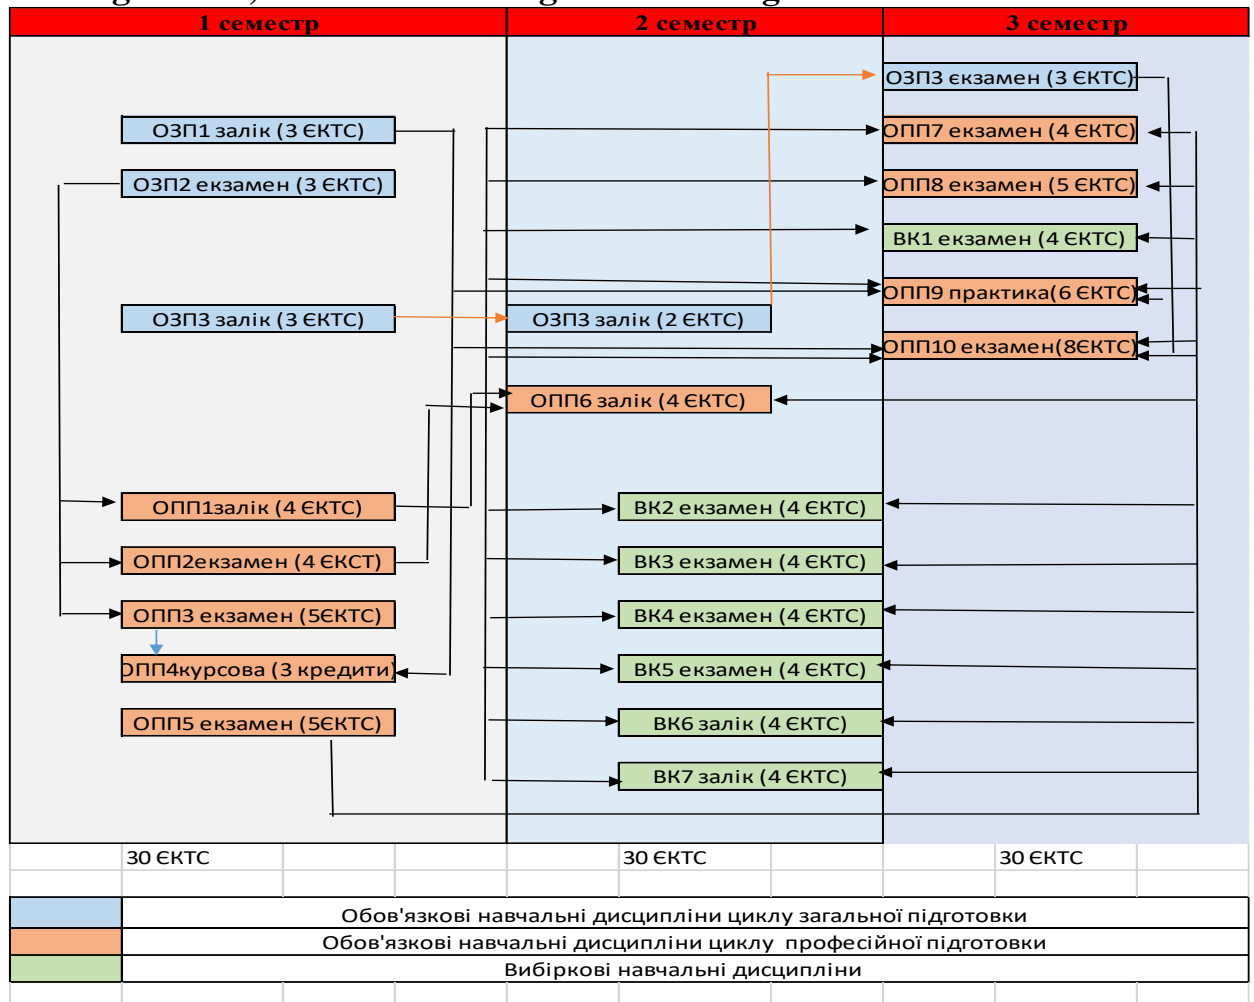 1 семестр
2 семестр
3 семестр
ОЗП3 екзамен (3 ЄКТС)
ОЗП1 залік (3 ЄКТС)
ОПП7 екзамен (4 ЄКТС)
ОЗП2 екзамен (3 ЄКТС)
ОПП8 екзамен (5 ЄКТС)
ВК1 екзамен (4 ЄКТС)
ОПП9 практика(6 ЄКТС)
ОЗП3 залік (3 ЄКТС)
ОЗП3 залік (2 ЄКТС)
ОПП10 екзамен(8ЄКТС)
ОПП6 залік (4 ЄКТС)
ОПП1залік (4 ЄКТС)
ВК2 екзамен (4 ЄКТС)
ОПП2екзамен (4 ЄКСТ)
ВК3 екзамен (4 ЄКТС)
ОПП3 екзамен (5ЄКТС)
ВК4 екзамен (4 ЄКТС)
ОПП4курсова (3 кредити)
ВК5 екзамен (4 ЄКТС)
ОПП5 екзамен (5ЄКТС)
ВК6 залік (4 ЄКТС)
ВК7 залік (4 ЄКТС)
30 ЄКТС
30 ЄКТС
30 ЄКТС
Обов'язкові навчальні дисципліни циклу загальної підготовки
Обов'язкові навчальні дисципліни циклу професійної підготовки
Вибіркові навчальні дисципліни